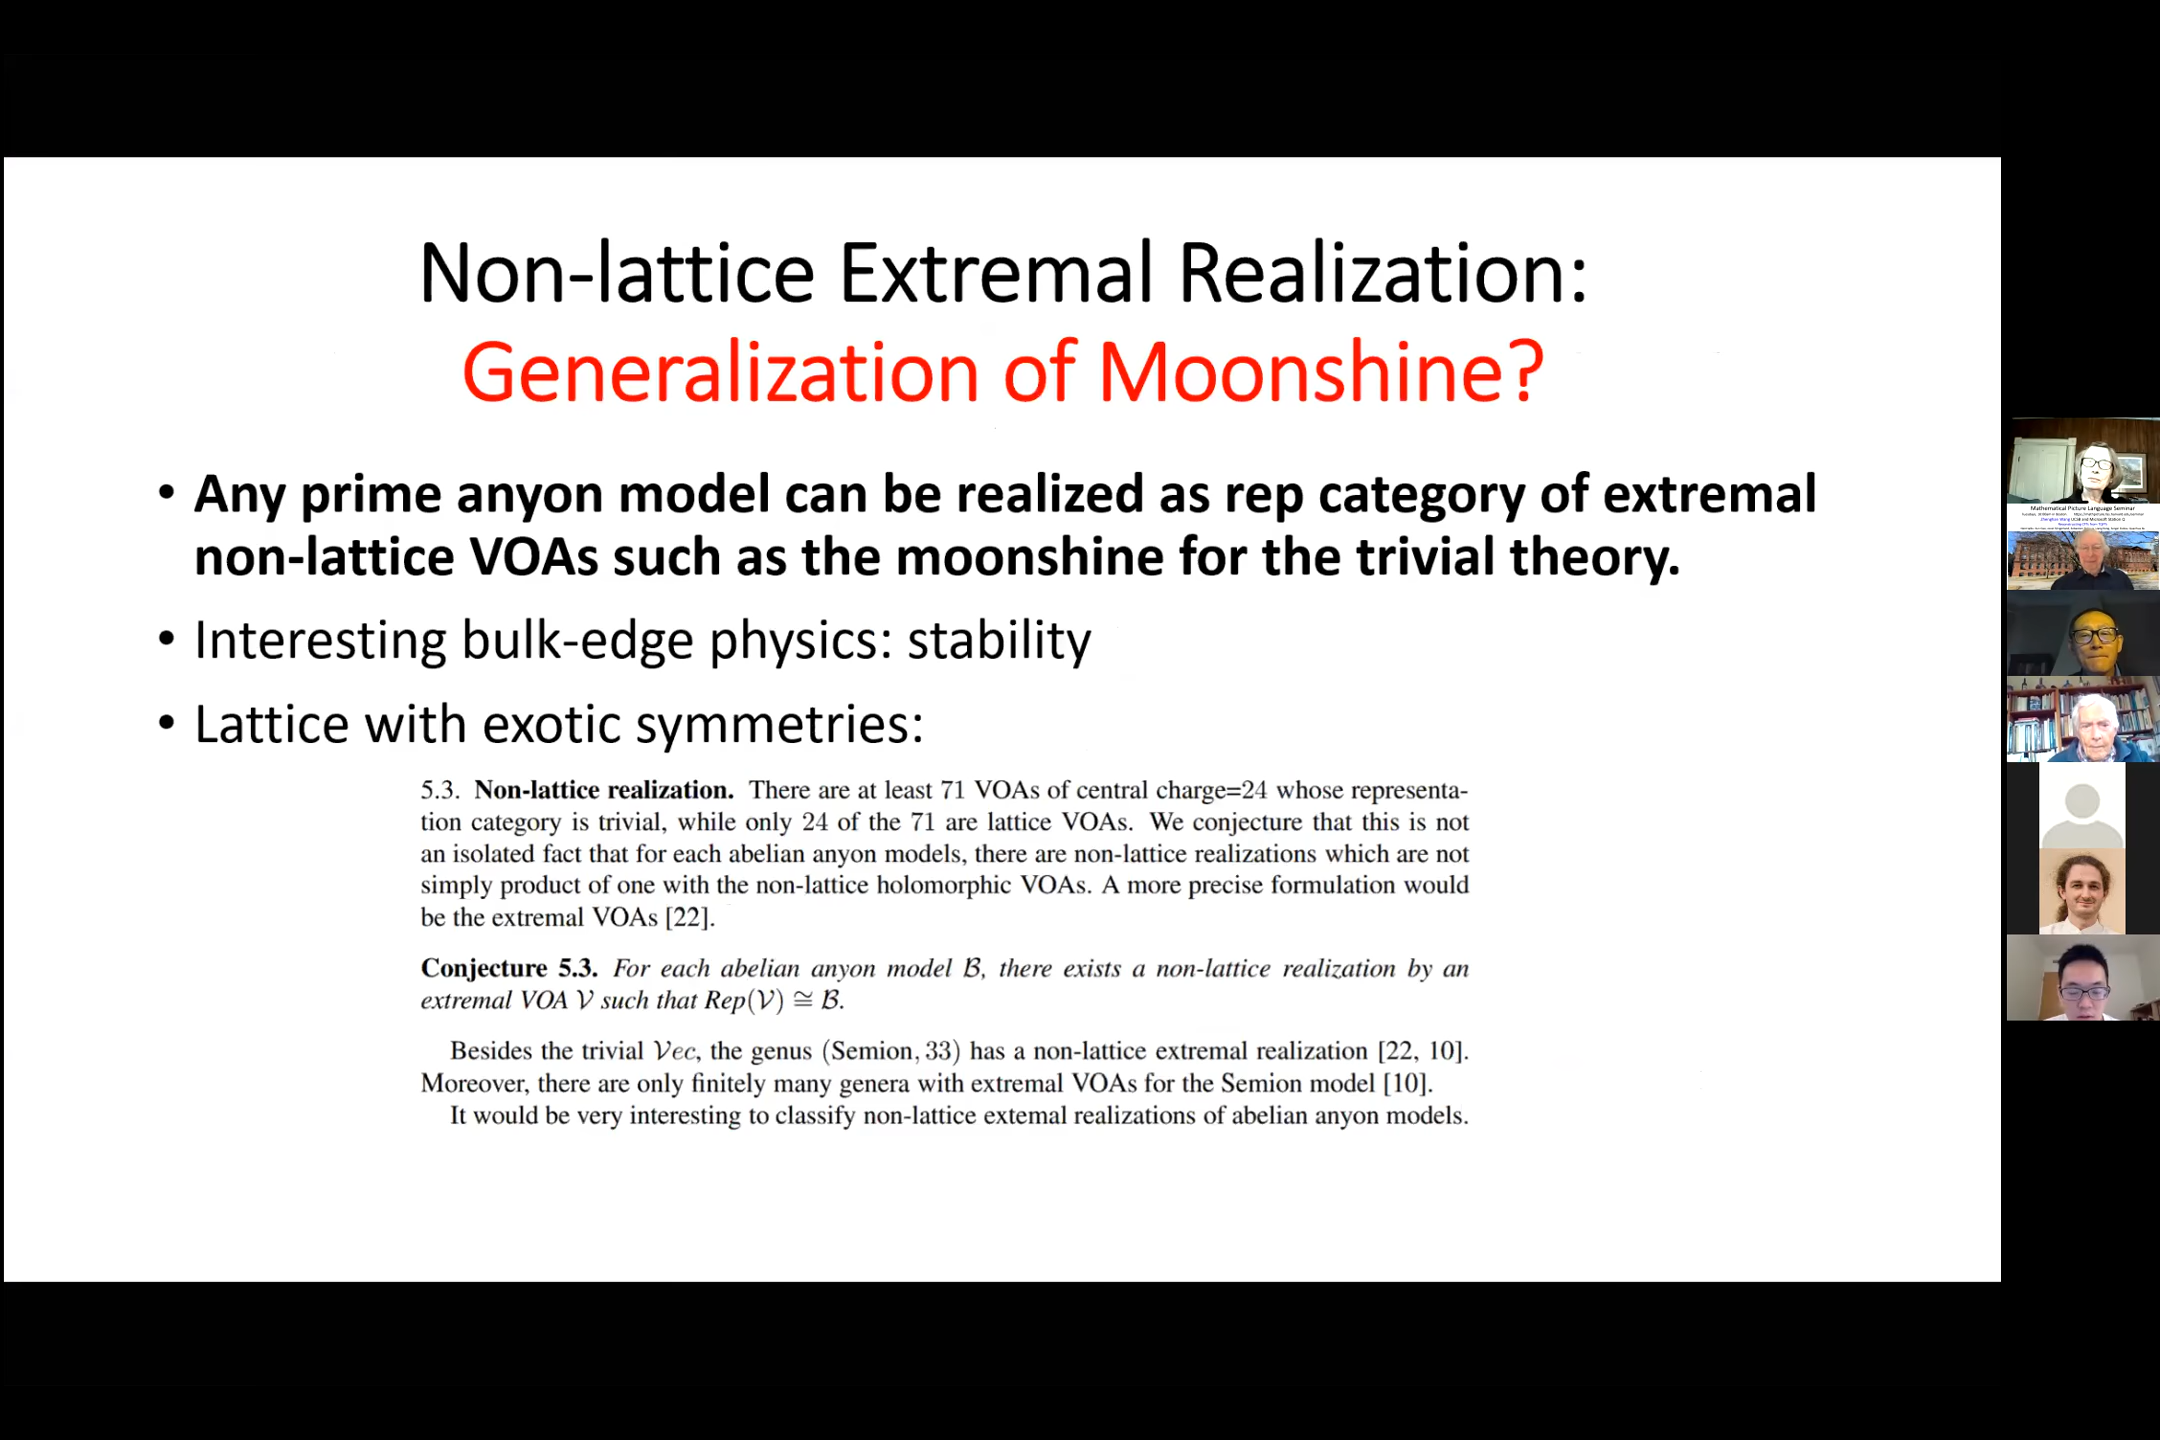 Non-lattice Extremal Realization:
Generalization of Moonshine?
• Any prime anyon model can be realized as rep category of extremal
non-lattice VOAs such as the moonshine for the trivial theory.
• Interesting bulk-edge physics: stability
• Lattice with exotic symmetries:
5.3. Non-lattice realization. There are at least 71 VOAs of central charge=24 whose representa-
tion category is trivial, while only 24 of the 71 are lattice VOAs. We conjecture that this is not
an isolated fact that for each abelian anyon models, there are non-lattice realizations which are not
simply product of one with the non-lattice holomorphic VOAs. A more precise formulation would
be the extremal VOAs [22].
Conjecture 5.3. For each abelian anyon model ℬ, there exists a non-lattice realization by an
extremal VOA 𝒱 such that Rep(𝒱) ≅ ℬ.
Besides the trivial 𝒱ec, the genus (Semion, 33) has a non-lattice extremal realization [22, 10].
Moreover, there are only finitely many genera with extremal VOAs for the Semion model [10].
It would be very interesting to classify non-lattice extemal realizations of abelian anyon models.
Mathematical Picture Language Seminar